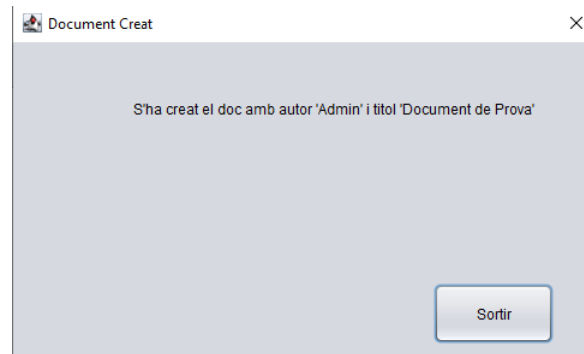 Document Creat
S'ha creat el doc amb autor 'Admin' i titol 'Document de Prova'
Sortir